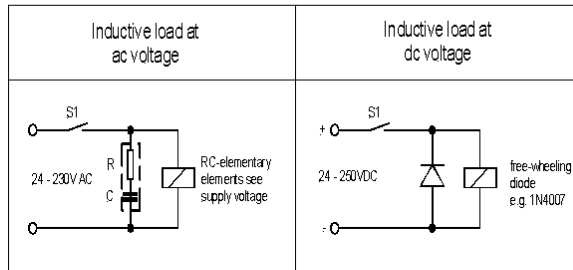 Inductive load at
ac voltage
Inductive load at
dc voltage
S1
R
C
24 - 230V AC
RC-elementary
elements see
supply voltage
S1
+
24 - 250VDC
-
free-wheeling
diode
e.g. 1N4007